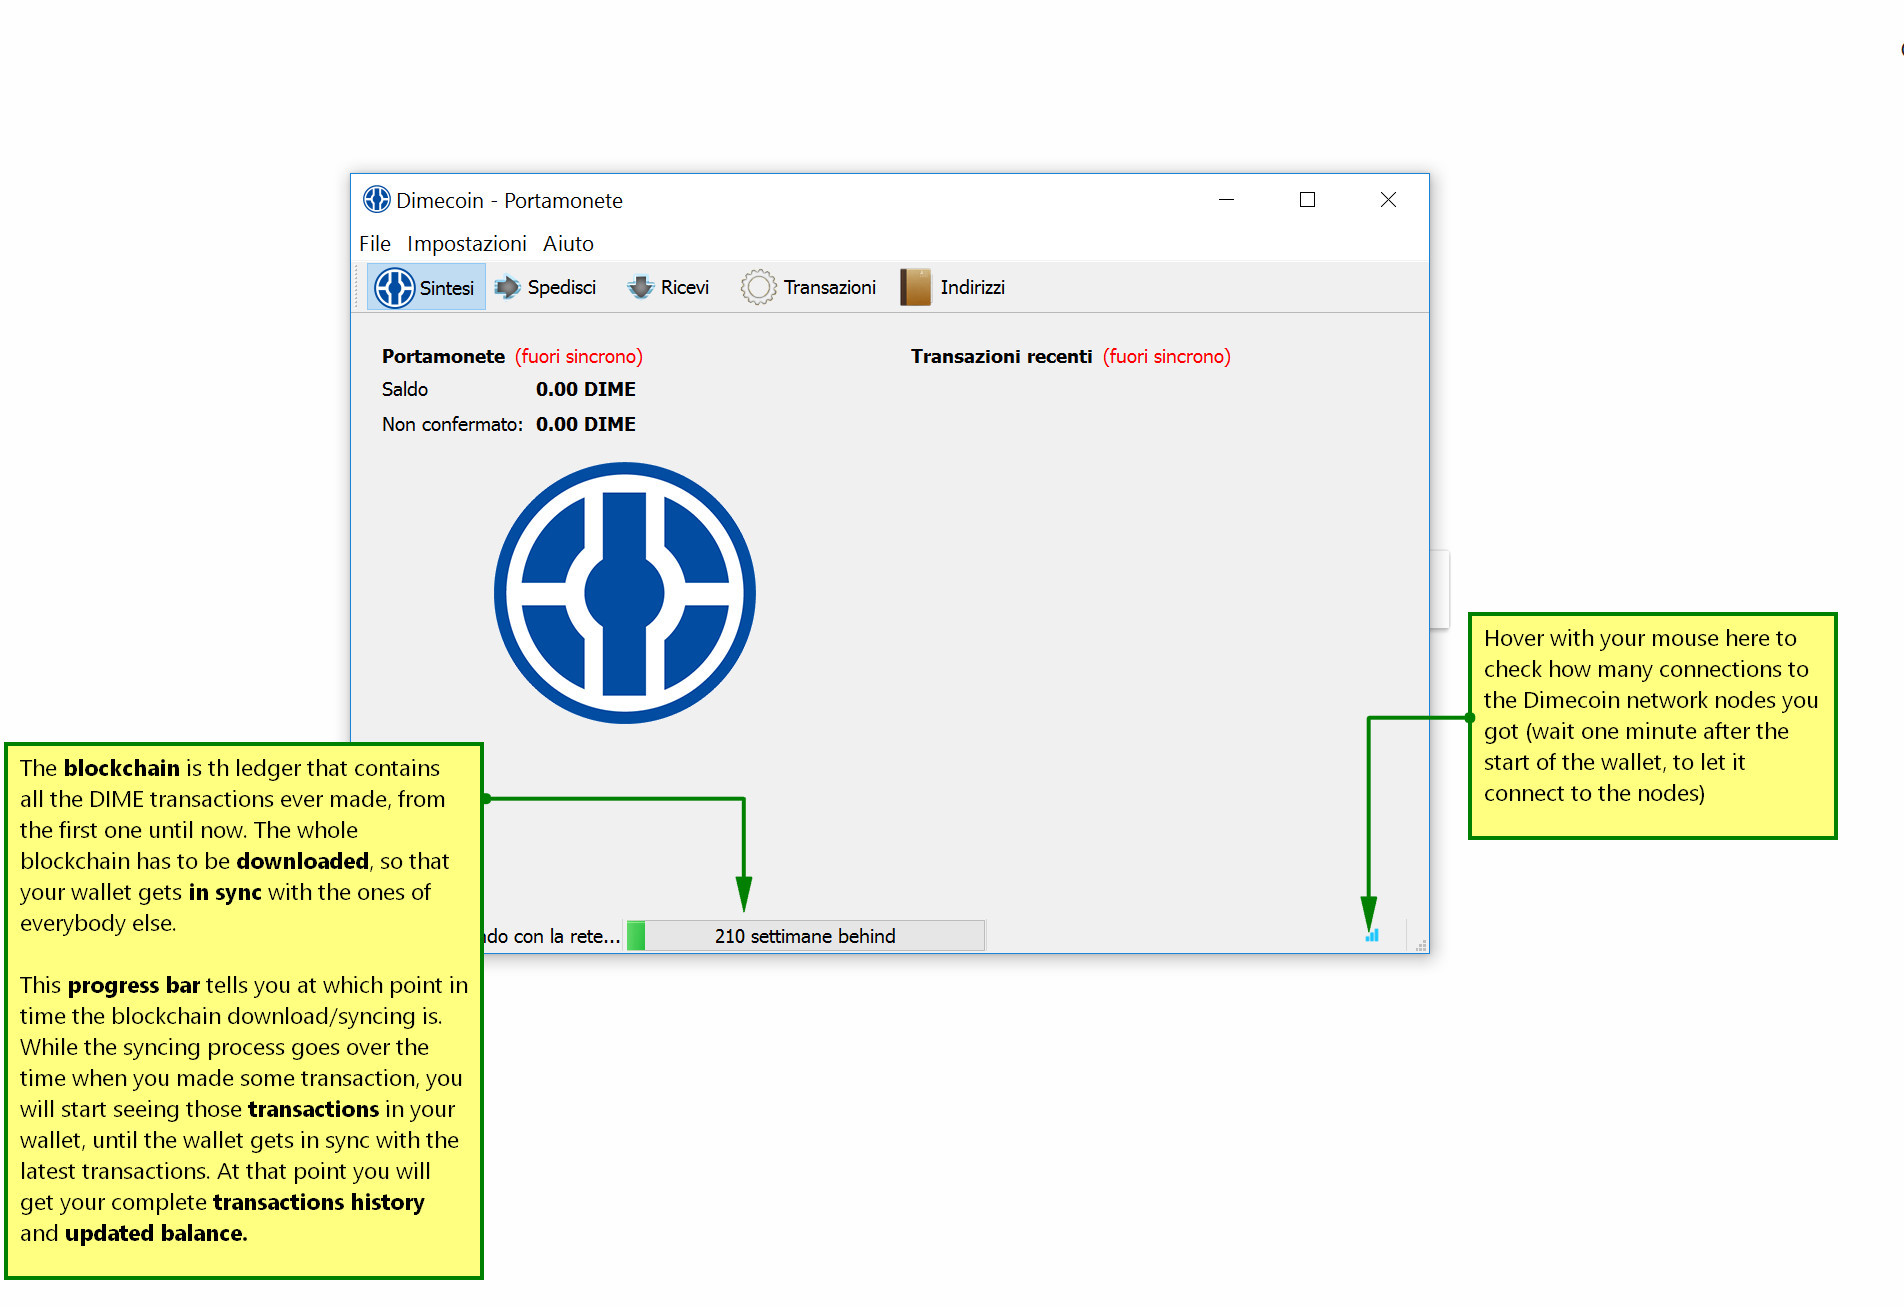 Dimecoin - Portamonete
File Impostazioni Aiuto
Sintesi Spedisci Ricevi Transazioni Indirizzi
Portamonete (fuori sincrono)
Saldo 0.00 DIME
Non confermato: 0.00 DIME
Transazioni recenti (fuori sincrono)
Hover with your mouse here to
check how many connections to
the Dimecoin network nodes you
got (wait one minute after the
start of the wallet, to let it
connect to the nodes)
The blockchain is th ledger that contains
all the DIME transactions ever made, from
the first one until now. The whole
blockchain has to be downloaded, so that
your wallet gets in sync with the ones of
everybody else.
This progress bar tells you at which point in
time the blockchain download/syncing is.
While the syncing process goes over the
time when you made some transaction, you
will start seeing those transactions in your
wallet, until the wallet gets in sync with the
latest transactions. At that point you will
get your complete transactions history
and updated balance.
con la rete... 210 settimane behind